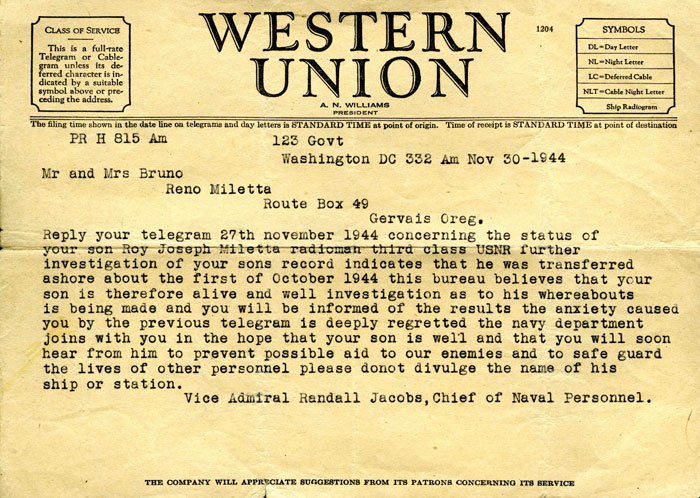 CLASS OF SERVICE
This is a full-rate
Telegram or Cable-
gram unless its de-
ferred character is in-
dicated by a suitable
symbol above or pre-
ceding the address.
WESTERN
UNION
A. N. WILLIAMS
PRESIDENT
1204
SYMBOLS
DL=Day Letter
NL=Night Letter
LC=Deferred Cable
NLT=Cable Night Letter
Ship Radiogram
The filing time shown in the date line on telegrams and day letters is STANDARD TIME at point of origin. Time of receipt is STANDARD TIME at point of destination
PR H 815 Am 123 Govt
Washington DC 332 Am Nov 30-1944
Mr and Mrs Bruno
Reno Miletta
Route Box 49
Gervais Oreg.
Reply your telegram 27th november 1944 concerning the status of
your son Roy Joseph Miletta radioman third class USNR further
investigation of your sons record indicates that he was transferred
ashore about the first of October 1944 this bureau believes that your
son is therefore alive and well investigation as to his whereabouts
is being made and you will be informed of the results the anxiety caused
you by the previous telegram is deeply regretted the navy department
joins with you in the hope that your son is well and that you will soon
hear from him to prevent possible aid to our enemies and to safe guard
the lives of other personnel please donot divulge the name of his
ship or station.
Vice Admiral Randall Jacobs,Chief of Naval Personnel.
THE COMPANY WILL APPRECIATE SUGGESTIONS FROM ITS PATRONS CONCERNING ITS SERVICE